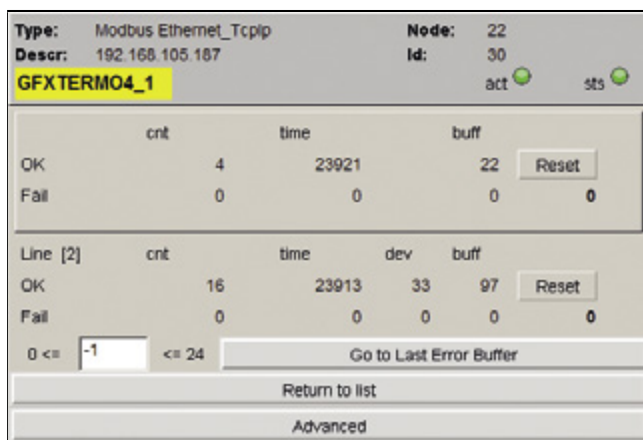 Type: Modbus Ethernet_TcpIp Node: 22
Descr: 192.168.105.187 Id: 30
GFXTERMO4_1 act sts
cnt time buff
OK 4 23921 22 Reset
Fail 0 0 0 0
Line [2] cnt time dev buff
OK 16 23913 33 97 Reset
Fail 0 0 0 0 0
0 <= -1 <= 24 Go to Last Error Buffer
Return to list
Advanced